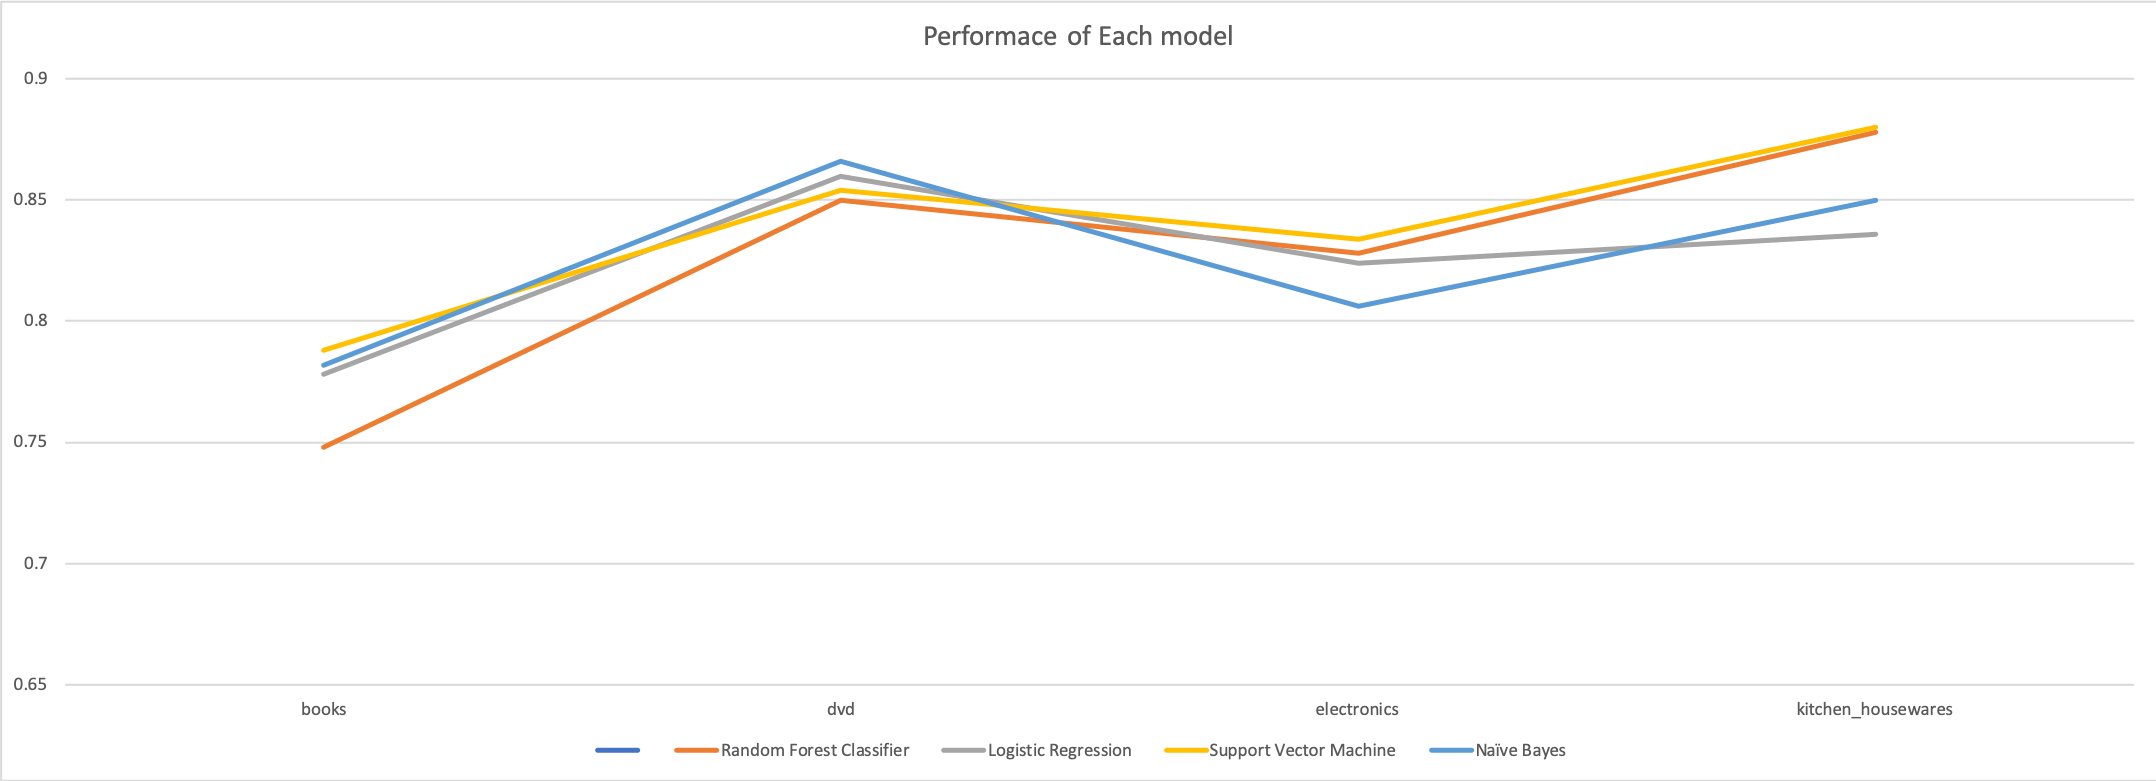 Performace of Each model
0.9
0.85
0.8
0.75
0.7
0.65
books dvd electronics kitchen_housewares
Random Forest Classifier Logistic Regression Support Vector Machine Naïve Bayes